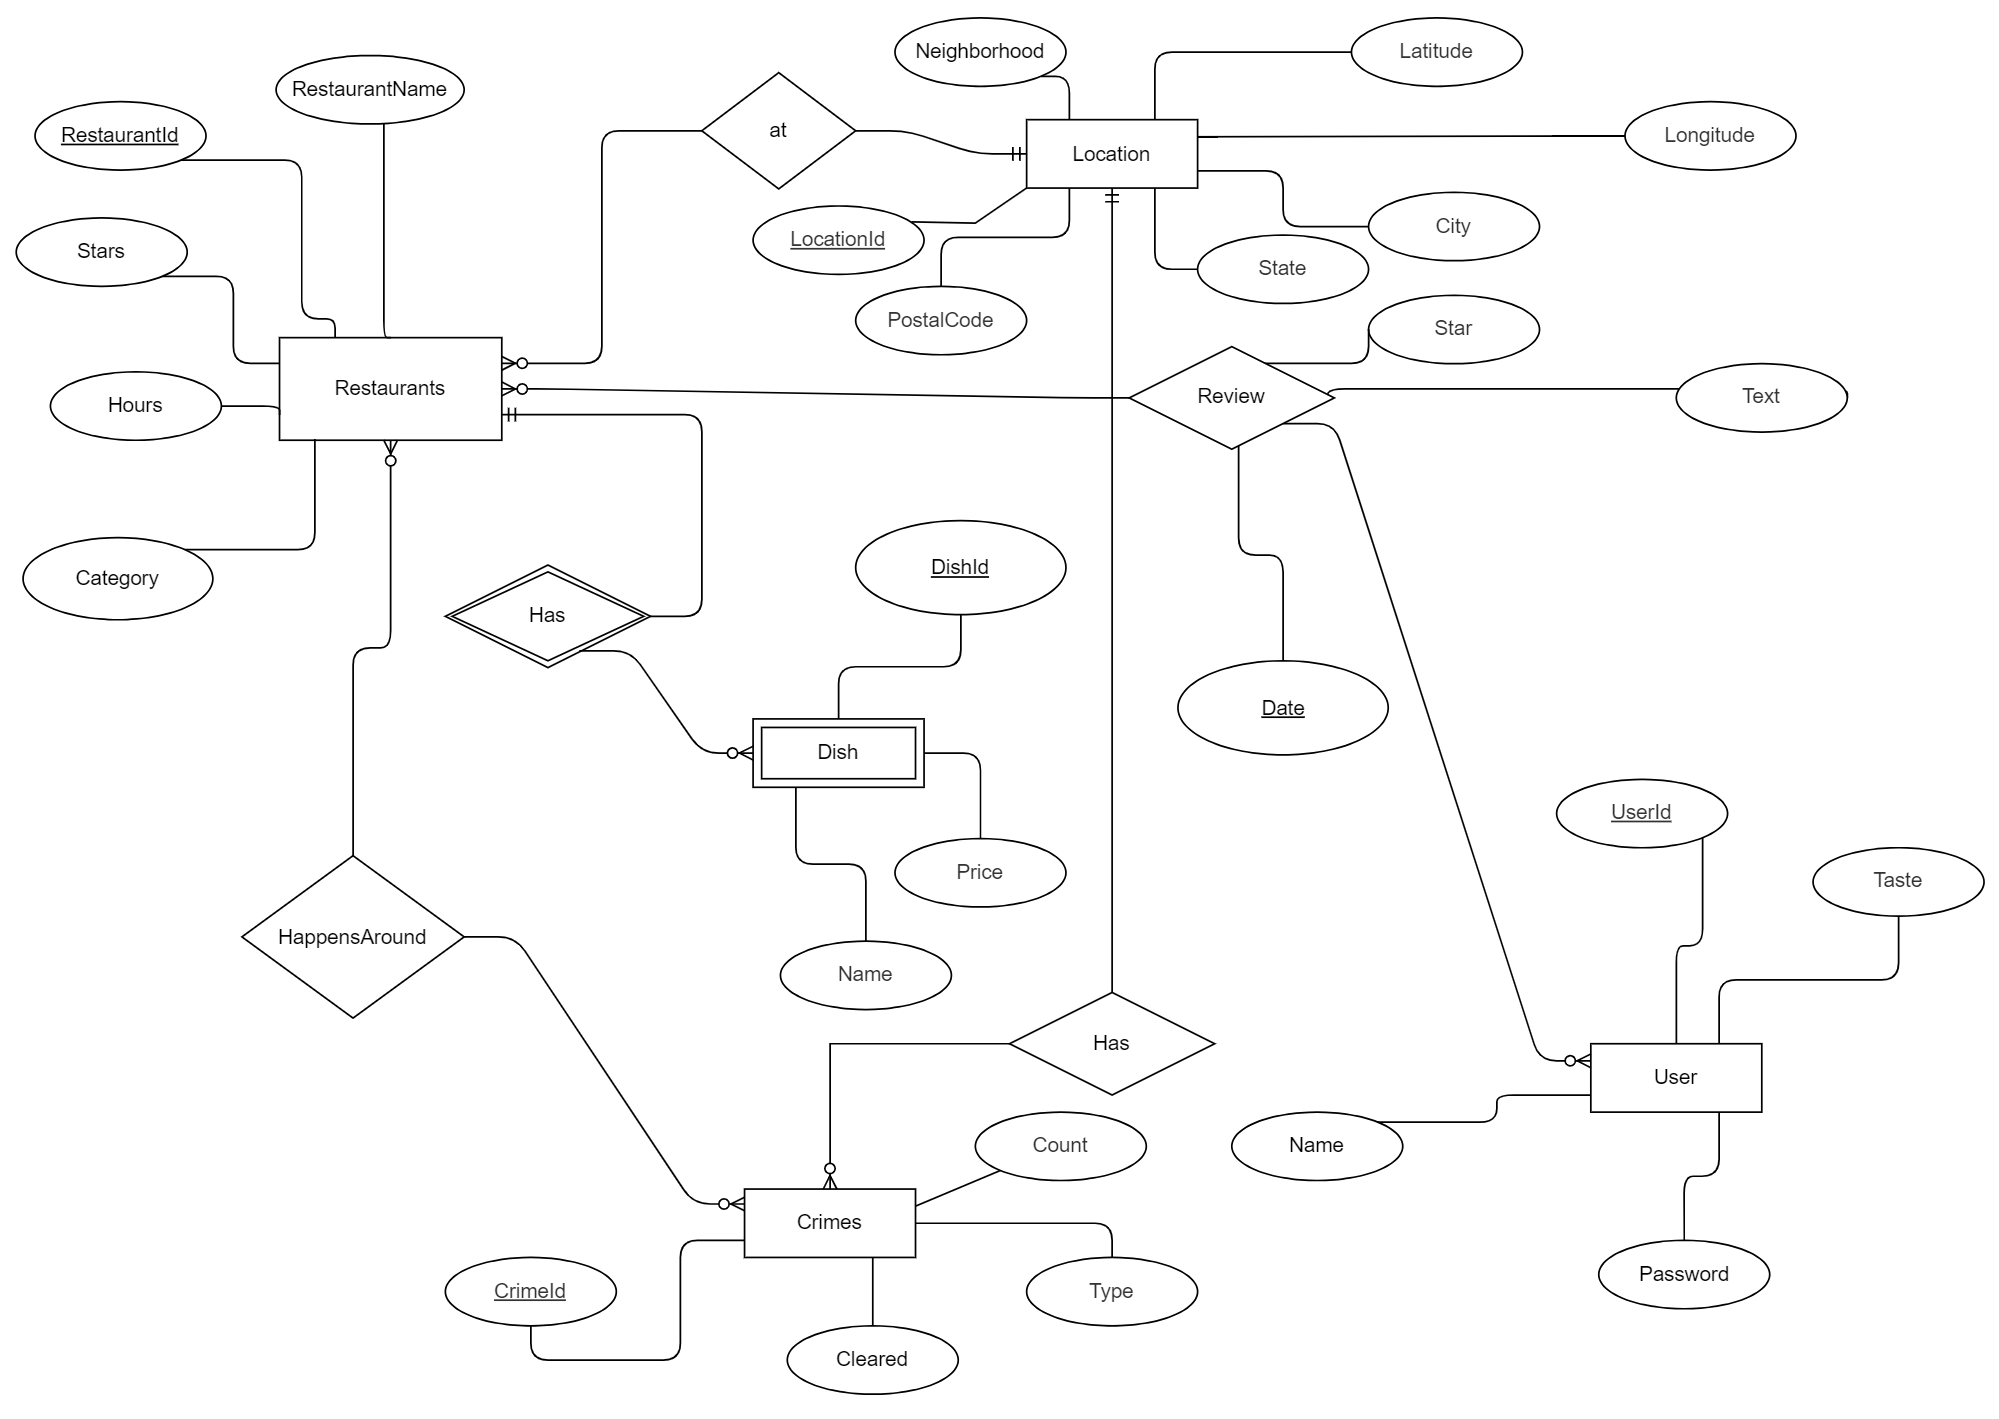 Neighborhood
Latitude
RestaurantName
at
RestaurantId
Location
Longitude
LocationId
City
Stars
State
PostalCode
Star
Restaurants
Review
Text
Hours
DishId
Category
Has
Date
Dish
UserId
Price
Taste
HappensAround
Name
Has
User
Count
Name
Crimes
CrimeId
Type
Password
Cleared